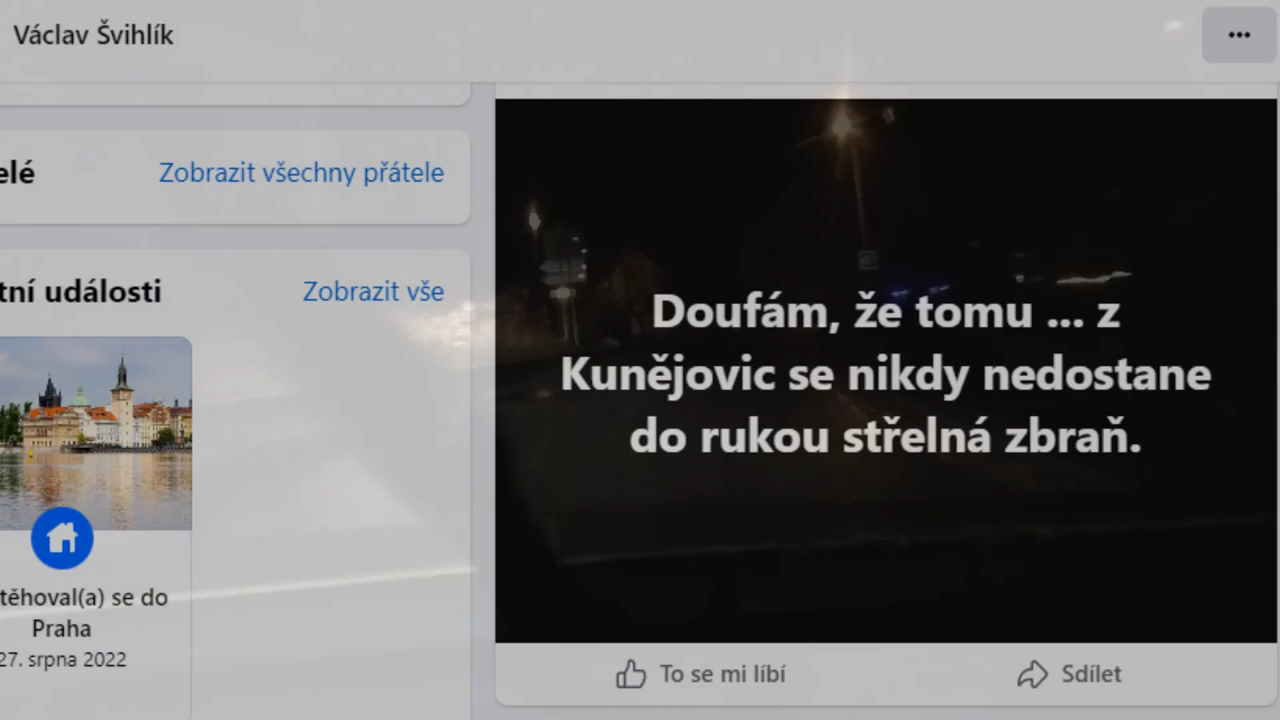 Václav Švihlík
•••
elé
Zobrazit všechny přátele
tní události
Zobrazit vše
Doufám, že tomu ... z
Kunějovic se nikdy nedostane
do rukou střelná zbraň.
těhoval(a) se do
Praha
27. srpna 2022
To se mi líbí
Sdílet